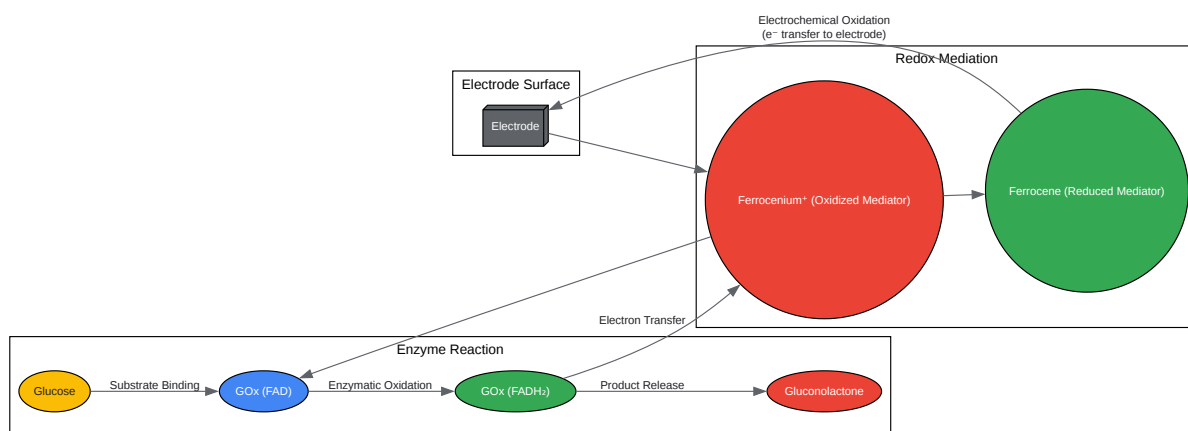 Electrochemical Oxidation
(e⁻ transfer to electrode)
Redox Mediation
Electrode Surface
Electrode
Ferrocenium⁺ (Oxidized Mediator)
Ferrocene (Reduced Mediator)
Electron Transfer
Enzyme Reaction
Glucose
Substrate Binding
GOx (FAD)
Enzymatic Oxidation
GOx (FADH₂)
Product Release
Gluconolactone